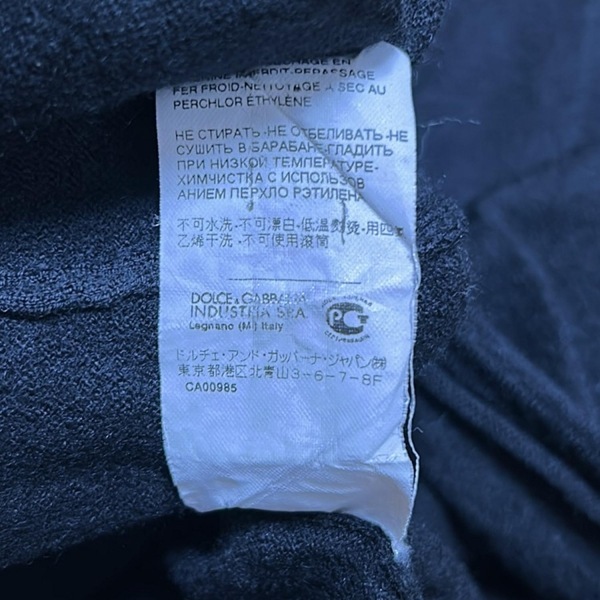 FER FROID-NETTOYAGE A SEC AU
PERCHLOR ÉTHYLÈNE
НЕ СТИРАТЬ-НЕ ОТБЕЛИВАТЬ-НЕ
СУШИТЬ В БАРАБАНЕ-ГЛАДИТЬ
ПРИ НИЗКОЙ ТЕМПЕРАТУРЕ-
ХИМЧИСТКА С ИСПОЛЬЗОВ
АНИЕМ ПЕРХЛО РЭТИЛЕНА
不可水洗-不可漂白-低温熨烫-用四氯
乙烯干洗-不可使用滚筒
DOLCE & GABBANA
INDUSTRIA S.P.A.
Legnano (MI) Italy
ドルチェ・アンド・ガッバーナ・ジャパン㈱
東京都港区北青山3-6-7-8F
CA00985